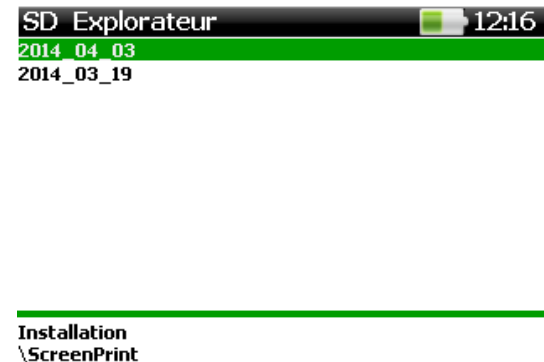 SD Explorateur 12:16
2014_04_03
2014_03_19
Installation
\ScreenPrint